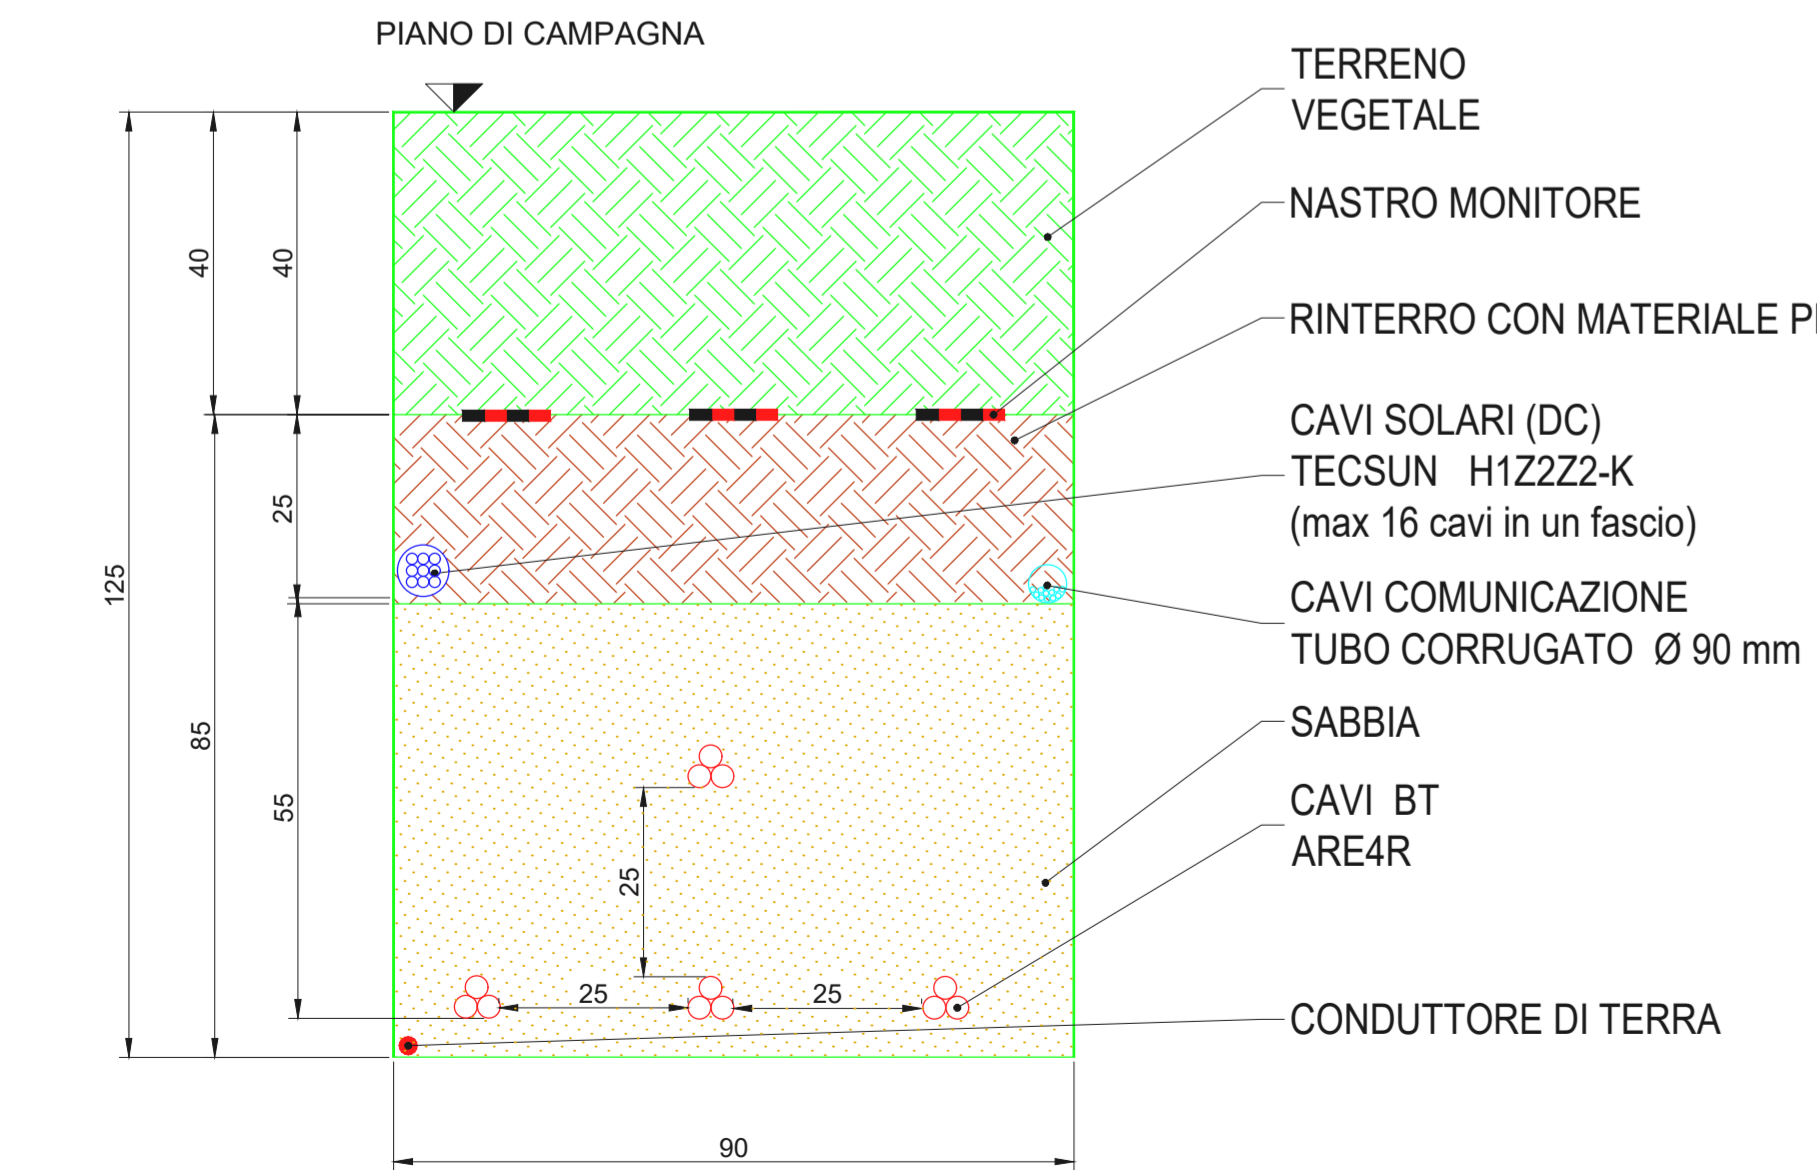 PIANO DI CAMPAGNA
TERRENO
VEGETALE
NASTRO MONITORE
RINTERRO CON MATERIALE
CAVI SOLARI (DC)
TECSUN H1Z2Z2-K
(max 16 cavi in un fascio)
CAVI COMUNICAZIONE
TUBO CORRUGATO Ø 90 mm
SABBIA
CAVI BT
ARE4R
CONDUTTORE DI TERRA
40
40
25
125
85
55
25
25
25
90